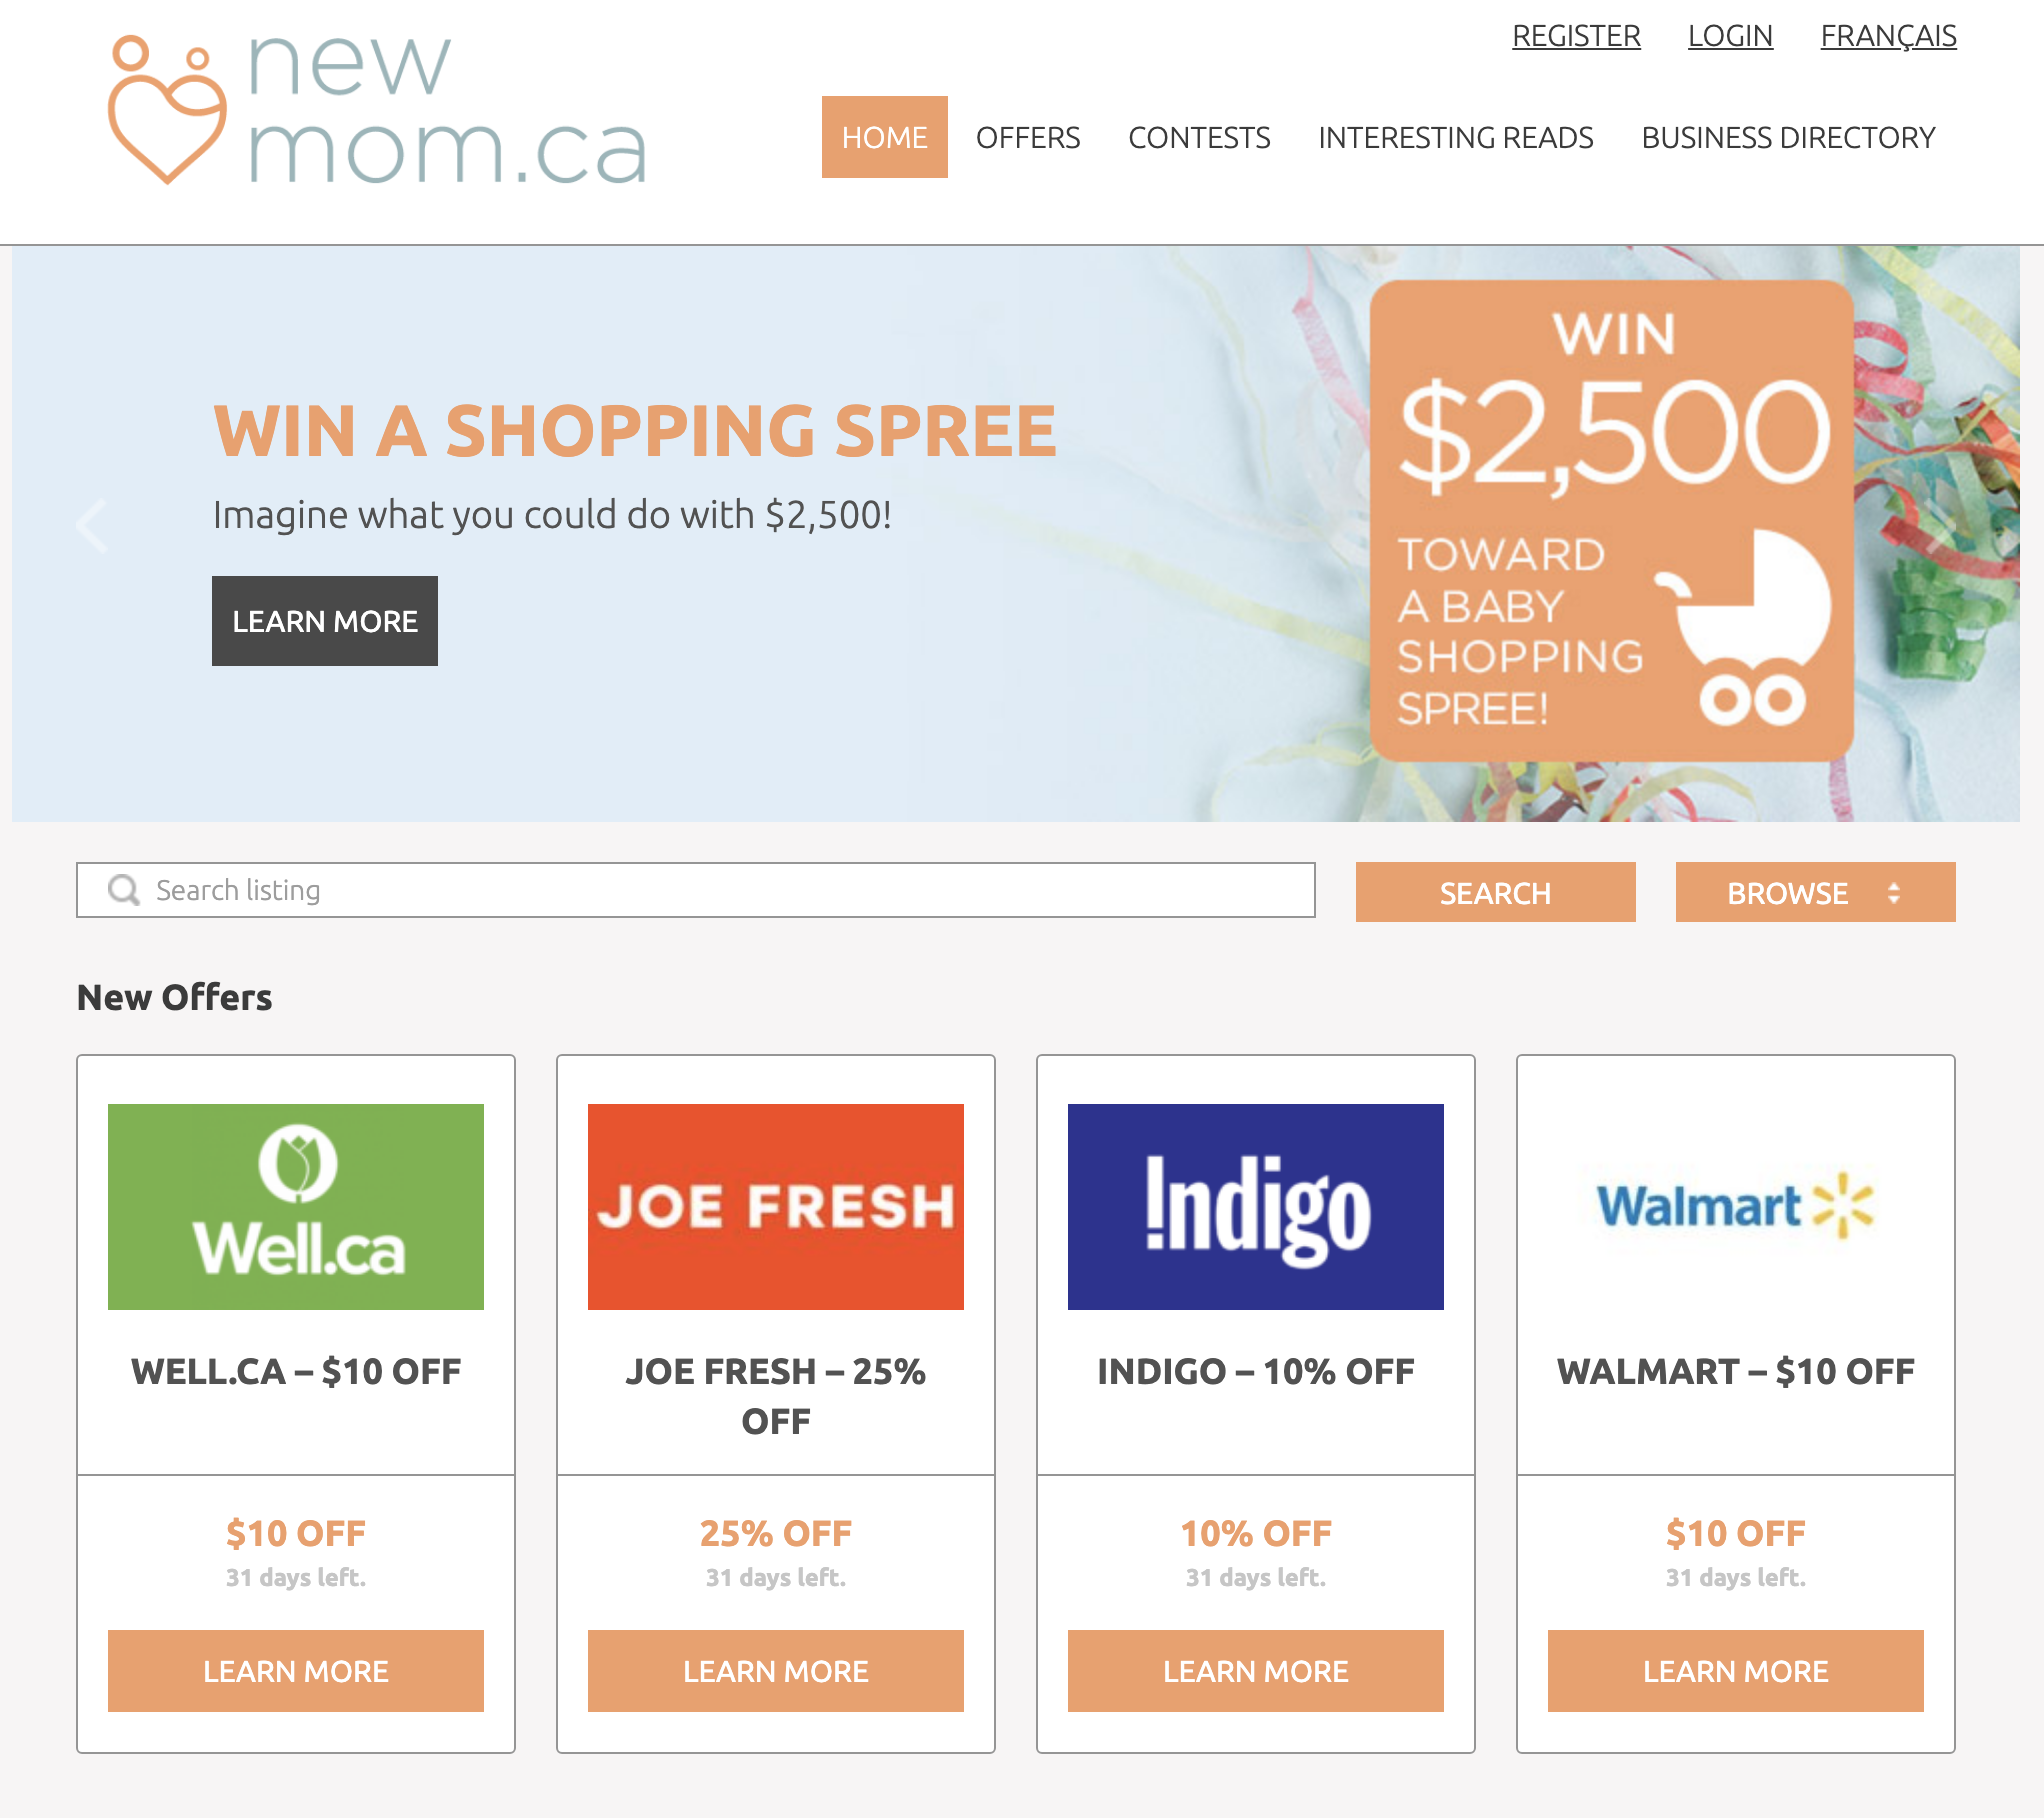 new
mom.ca
REGISTER
LOGIN
FRANÇAIS
HOME
OFFERS
CONTESTS
INTERESTING READS
BUSINESS DIRECTORY
WIN A SHOPPING SPREE
Imagine what you could do with $2,500!
LEARN MORE
WIN
$2,500
TOWARD
A BABY
SHOPPING
SPREE!
Search listing
SEARCH
BROWSE
New Offers
Well.ca
WELL.CA – $10 OFF
$10 OFF
31 days left.
LEARN MORE
JOE FRESH
JOE FRESH – 25%
OFF
25% OFF
31 days left.
LEARN MORE
!ndigo
INDIGO – 10% OFF
10% OFF
31 days left.
LEARN MORE
Walmart
WALMART – $10 OFF
$10 OFF
31 days left.
LEARN MORE